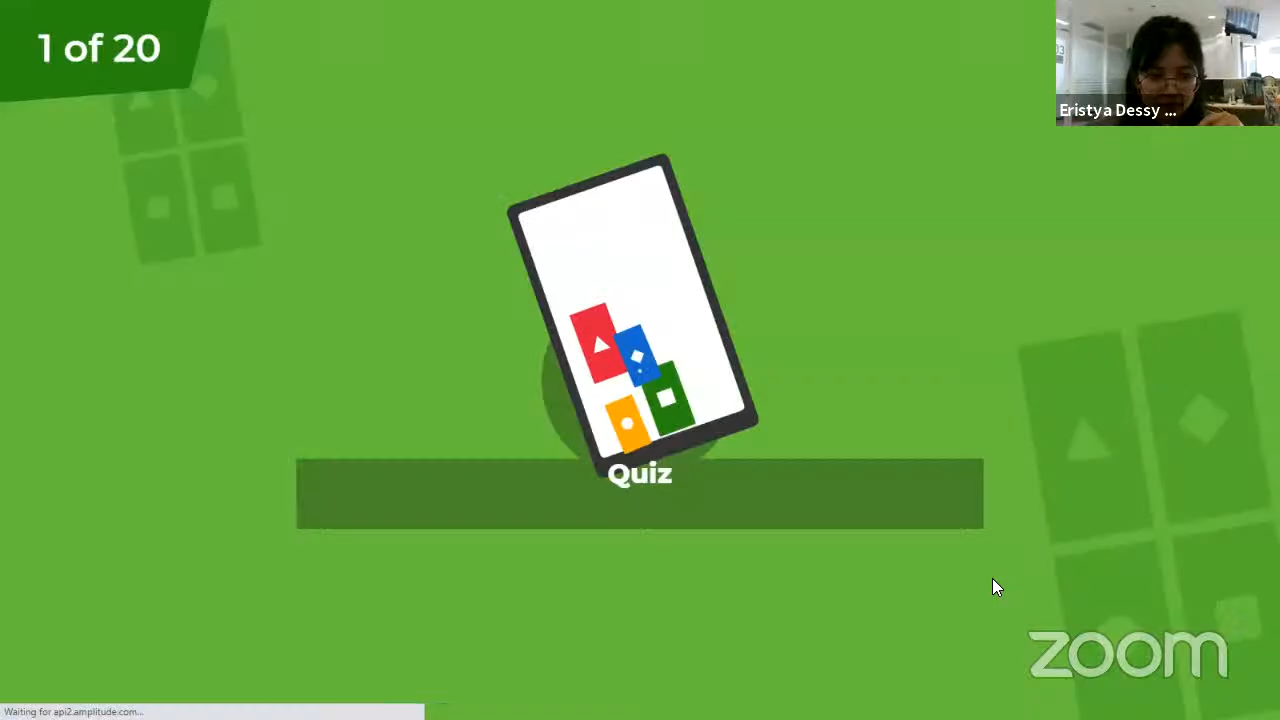 1 of 20
Eristya Dessy ...
Quiz
zoom
Waiting for api2.amplitude.com...